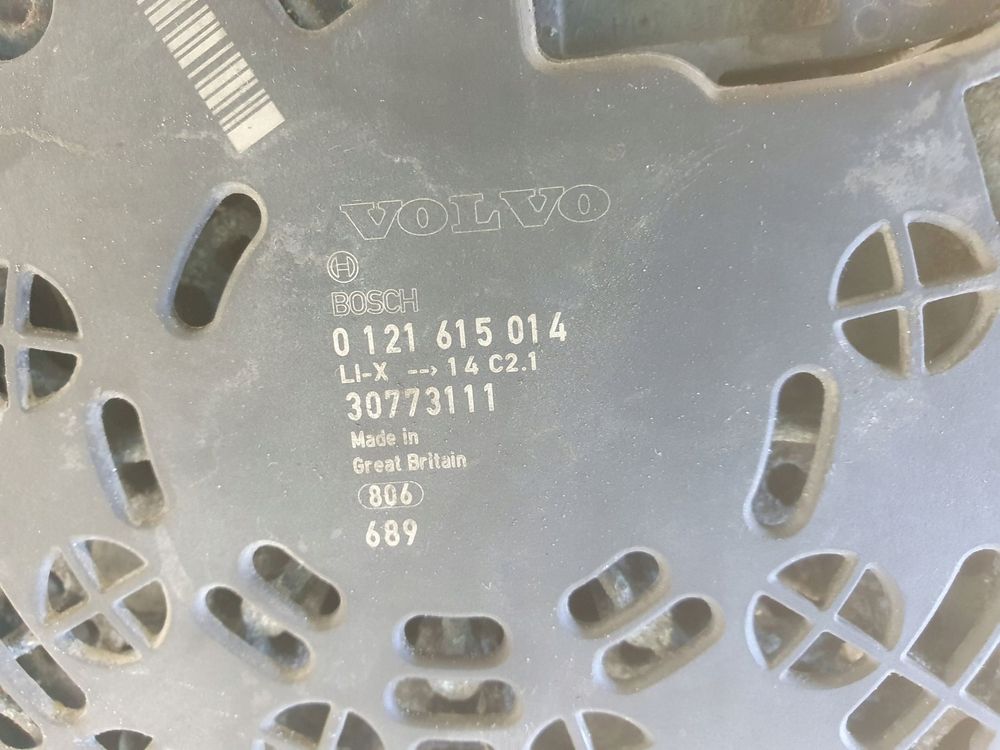 VOLVO
BOSCH
0 121 615 014
LI-X --> 14 C2.1
30773111
Made in
Great Britain
806
689